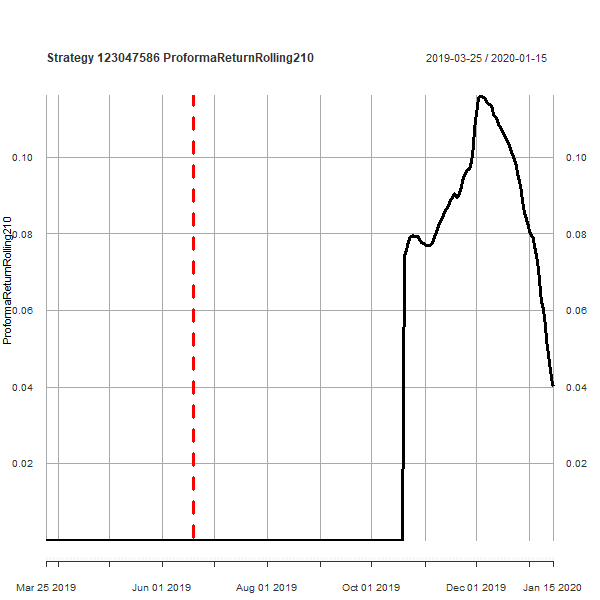 Strategy 123047586 ProformaReturnRolling210
2019-03-25 / 2020-01-15
ProformaReturnRolling210
0.10
0.08
0.06
0.04
0.02
0.10
0.08
0.06
0.04
0.02
Mar 25 2019
Jun 01 2019
Aug 01 2019
Oct 01 2019
Dec 01 2019
Jan 15 2020